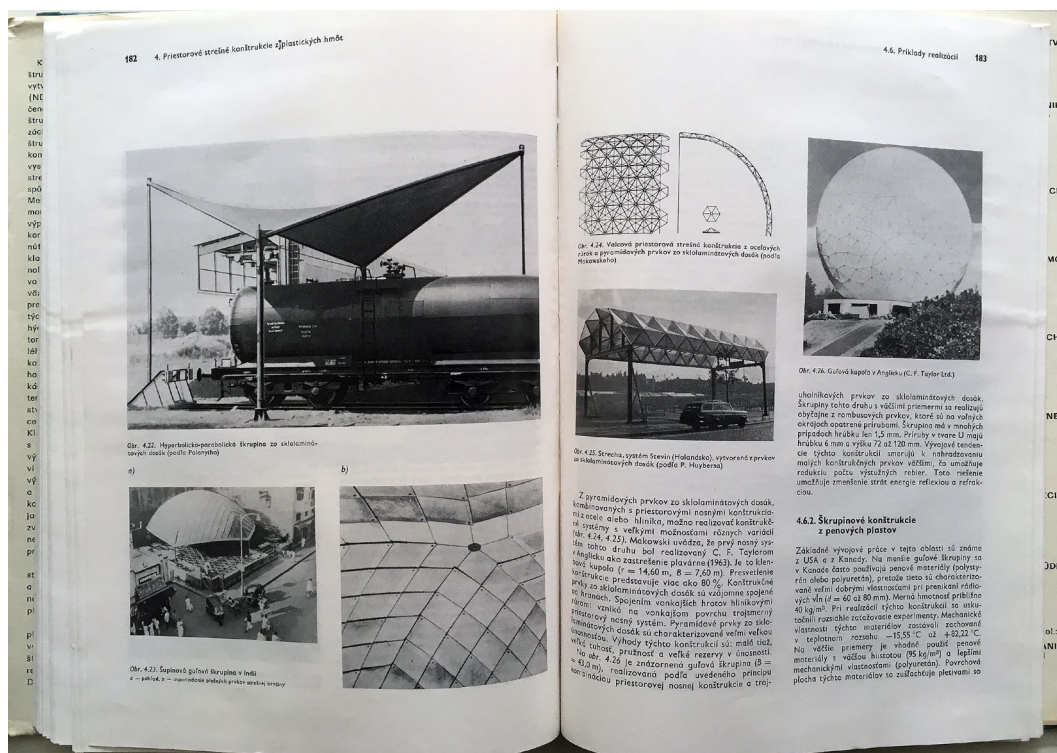 182 4. Priestorové strešné konštrukcie z plastických hmôt
Obr. 4.22. Hyperbolicko-parabolická škrupina zo skloláminá-
tových dosák (podľa Polonyiho)
a)
b)
Obr. 4.23. Šupinová guľová škrupina v Indii
a — pohľad, b — usporiadanie plošných prvkov strešnej krytiny
4.6. Príklady realizácií 183
Obr. 4.24. Valcová priestorová strešná konštrukcia z oceľových
rúrok a pyramídových prvkov zo sklolaminátových dosák (podľa
Makowskeho)
Obr. 4.25. Strecha, systém Stevin (Holandsko), vytvorená z prvkov
zo sklolaminátových dosák (podľa P. Huybersa)
Z pyramídových prvkov zo sklolaminátových dosák,
kombinovaných s priestorovými nosnými konštrukcia-
mi z ocele alebo hliníka, možno realizovať konštrukč-
né systémy s veľkými možnosťami rôznych variácií
(obr. 4.24, 4.25). Makowski uvádza, že prvý nosný sys-
tém tohto druhu bol realizovaný C. F. Taylorom
v Anglicku ako zastrešenie plavárne (1963). Je to klen-
bová kupola (r = 14,60 m, B = 7,60 m). Presvetlenie
konštrukcie predstavuje viac ako 80 %. Konštrukčné
prvky zo sklolaminátových dosák sú vzájomne spojené
na hranách. Spojením vonkajších hrotov hliníkovými
rúrami vzniká na vonkajšom povrchu trojsmerný
priestorový nosný systém. Pyramídové prvky zo sklo-
laminátových dosák sú charakterizované veľmi veľkou
únosnosťou. Výhody týchto konštrukcií sú: malá tiaž,
veľká tuhosť, pružnosť a veľké rezervy v únosnosti.
Na obr. 4.26 je znázornená guľová škrupina (B =
= 43,0 m), realizovaná podľa uvedeného princípu
kombináciou priestorovej nosnej konštrukcie a troj-
Obr. 4.26. Guľová kupola v Anglicku (C. F. Taylor Ltd.)
uholníkových prvkov zo sklolaminátových dosák.
Škrupiny tohto druhu s väčšími priemermi sa realizujú
obyčajne z rombusových prvkov, ktoré sú na voľných
okrajoch opatrené prírubami. Škrupina má v mnohých
prípadoch hrúbku len 1,5 mm. Príruby v tvare U majú
hrúbku 6 mm a výšku 72 až 120 mm. Vývojové tenden-
cie týchto konštrukcií smerujú k nahradzovaniu
malých konštrukčných prvkov väčšími, čo umožňuje
redukciu počtu výstužných rebier. Toto riešenie
umožňuje zmenšenie strát energie reflexiou a refrak-
ciou.
4.6.2. Škrupinové konštrukcie
z penových plastov
Základné vývojové práce v tejto oblasti sú známe
z USA a z Kanady. Na menšie guľové škrupiny sa
v Kanade často používajú penové materiály (polysty-
rén alebo polyuretán), pretože tieto sú charakterizo-
vané veľmi dobrými vlastnosťami pri prenikaní rádio-
vých vĺn (d = 60 až 80 mm). Merná hmotnosť približne
40 kg/m³. Pri realizácii týchto konštrukcií sa usku-
točnili rozsiahle zaťažovacie experimenty. Mechanické
vlastnosti týchto materiálov zostávali zachované
v teplotnom rozsahu —15,55 °C až +82,22 °C.
Na väčšie priemery je vhodné použiť penové
materiály s väčšou hustotou (95 kg/m³) a lepšími
mechanickými vlastnosťami (polyuretán). Povrchová
plocha týchto materiálov sa zušľachťuje pletivami so